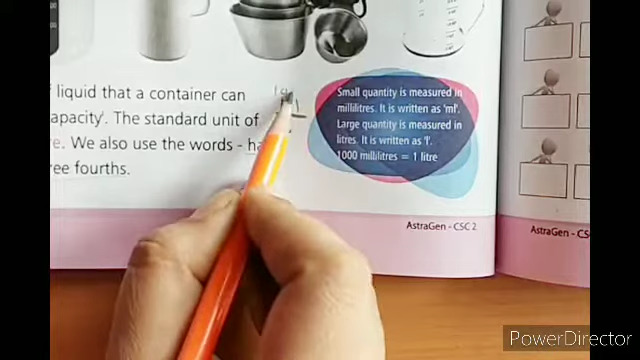 liquid that a container can
apacity'. The standard unit of
e. We also use the words - ha
ree fourths.
Small quantity is measured in
millilitres. It is written as 'ml'.
Large quantity is measured in
litres. It is written as 'l'.
1000 millilitres = 1 litre
AstraGen - CSC 2
AstraGen - CS
PowerDirector